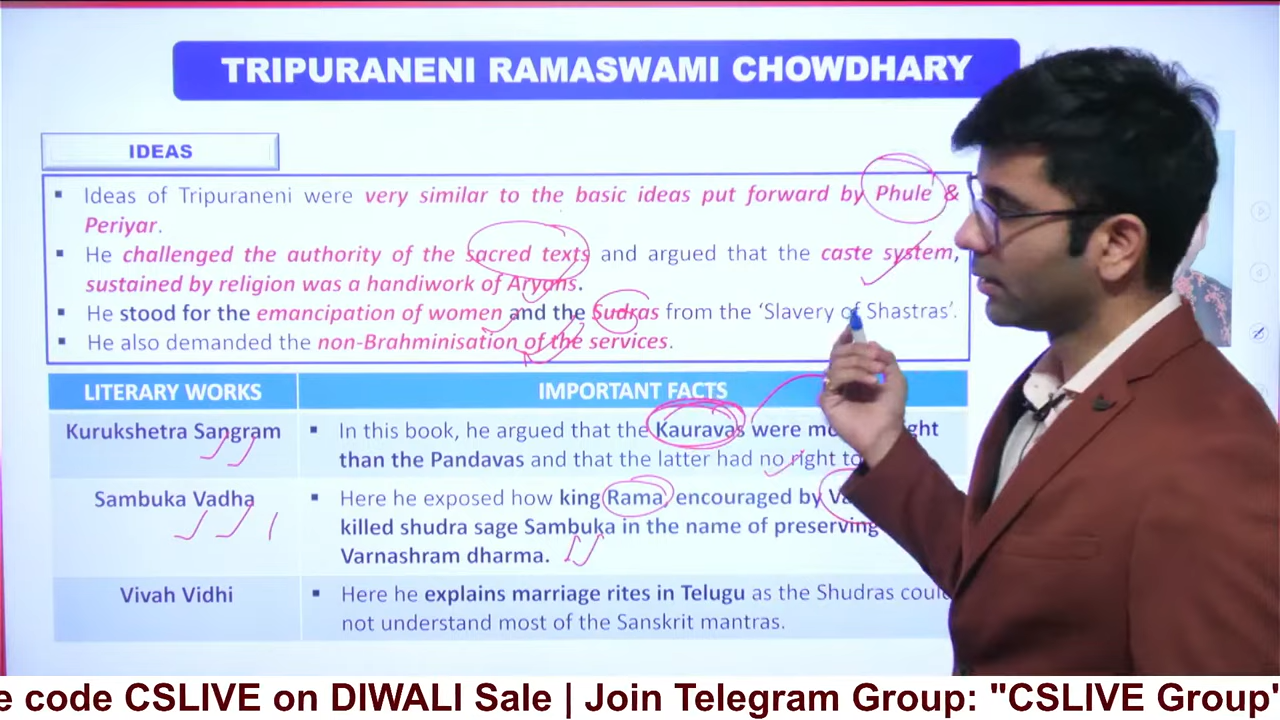 TRIPURANENI RAMASWAMI CHOWDHARY
IDEAS
▪ Ideas of Tripuraneni were very similar to the basic ideas put forward by Phule &
Periyar.
▪ He challenged the authority of the sacred texts and argued that the caste system,
sustained by religion was a handiwork of Aryans.
▪ He stood for the emancipation of women and the Sudras from the ‘Slavery of Shastras’.
▪ He also demanded the non-Brahminisation of the services.
LITERARY WORKS
IMPORTANT FACTS
Kurukshetra Sangram
▪ In this book, he argued that the Kauravas were
than the Pandavas and that the latter had no right to
Sambuka Vadha
▪ Here he exposed how king Rama, encouraged by
killed shudra sage Sambuka in the name of preserving
Varnashram dharma.
Vivah Vidhi
▪ Here he explains marriage rites in Telugu as the Shudras could
not understand most of the Sanskrit mantras.
e code CSLIVE on DIWALI Sale | Join Telegram Group: "CSLIVE Group"